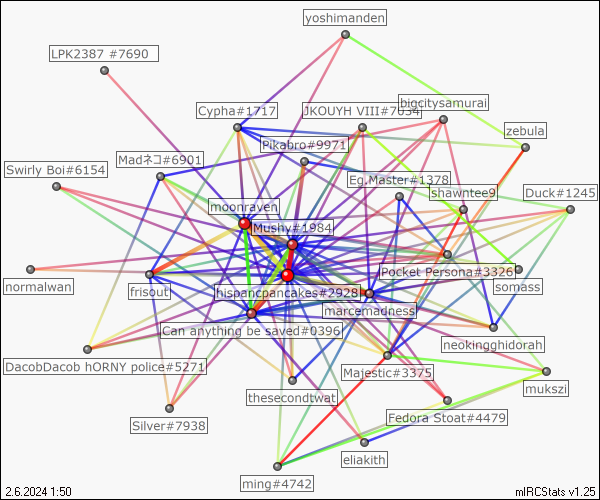 yoshimanden
LPK2387 #7690
bigcitysamurai
Cypha#1717
JKOUYH VIII#7034
zebula
Pikabro#9971
Madネコ#6901
Swirly Boi#6154
Eg.Master#1378
shawntee9
Duck#1245
moonraven
Mushy#1984
Pocket Persona#3326
normalwan
frisout
hispancpancakes#2928
somass
marcemadness
Can anything be saved#0396
neokingghidorah
DacobDacob hORNY police#5271
Majestic#3375
mukszi
thesecondtwat
Fedora Stoat#4479
Silver#7938
eliakith
ming#4742
2.6.2024 1:50
mIRCStats v1.25